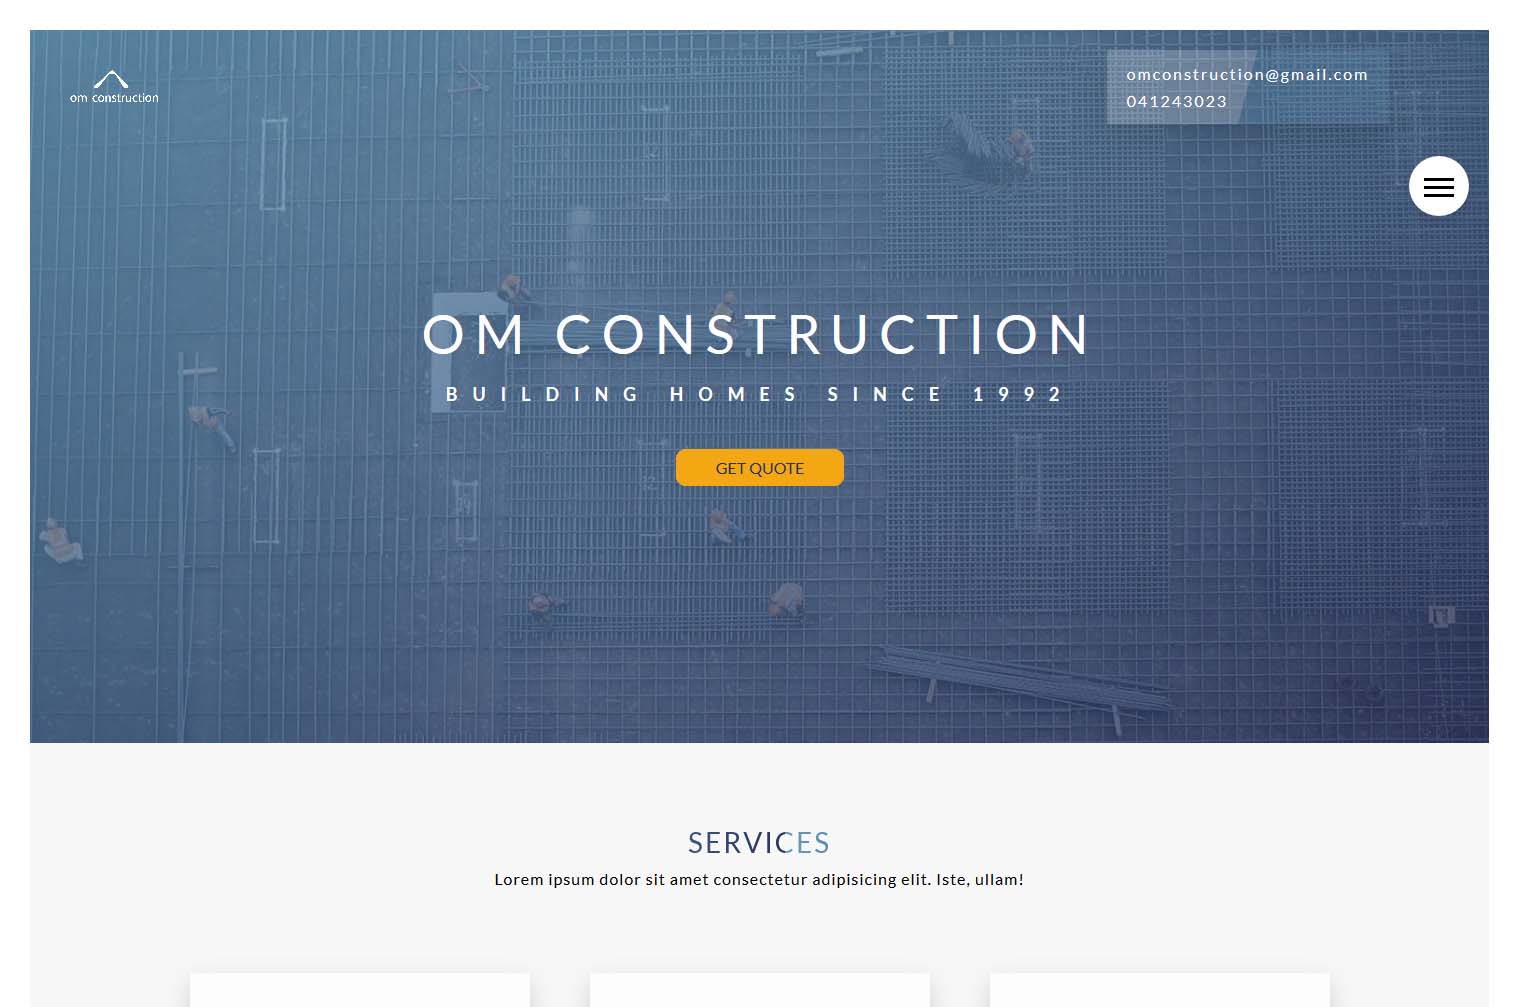 om construction
omconstruction@gmail.com
041243023
OM CONSTRUCTION
BUILDING HOMES SINCE 1992
GET QUOTE
SERVICES
Lorem ipsum dolor sit amet consectetur adipisicing elit. Iste, ullam!